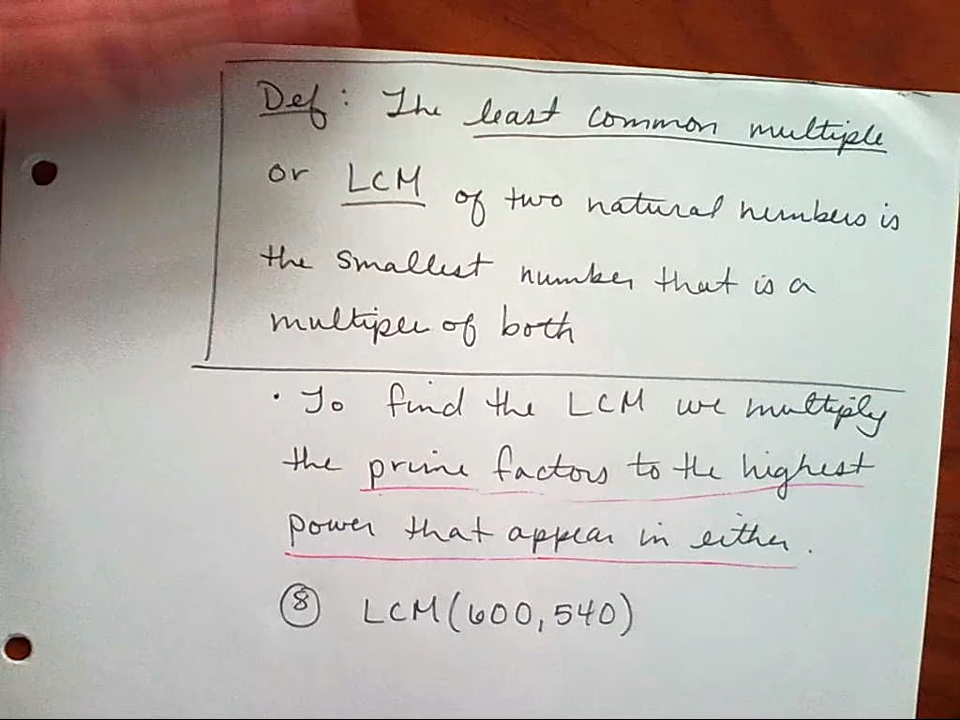 Def: The least common multiple
or LCM of two natural numbers is
the smallest number that is a
multiple of both
• To find the LCM we multiply
the prime factors to the highest
power that appear in either.
⑧ LCM(600,540)